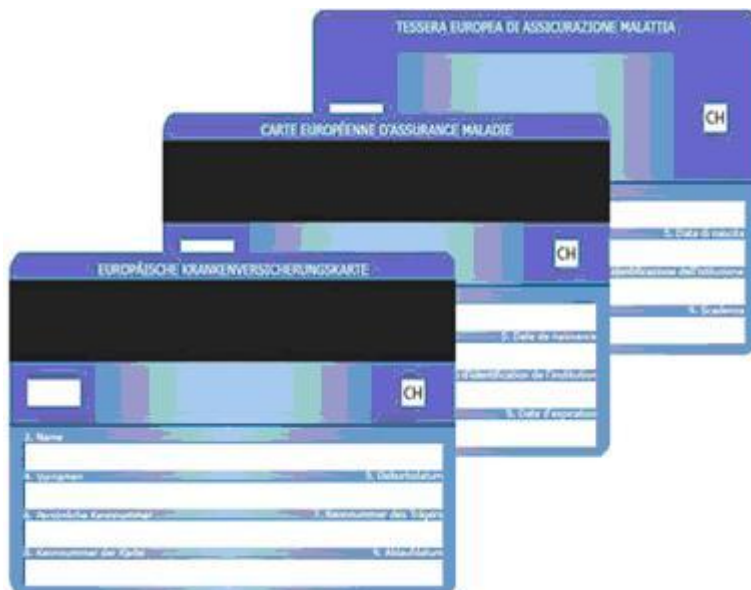 TESSERA EUROPEA DI ASSICURAZIONE MALATTIA
CH
5. Data di nascita
identificazione dell'istituzione
9. Scadenza
CARTE EUROPÉENNE D'ASSURANCE MALADIE
CH
5. Date de naissance
d'identification de l'institution
9. Date d'expiration
EUROPÄISCHE KRANKENVERSICHERUNGSKARTE
CH
3. Name
4. Vornamen 5. Geburtsdatum
6. Persönliche Kennnummer 7. Kennnummer des Trägers
8. Kennnummer der Karte 9. Ablaufdatum